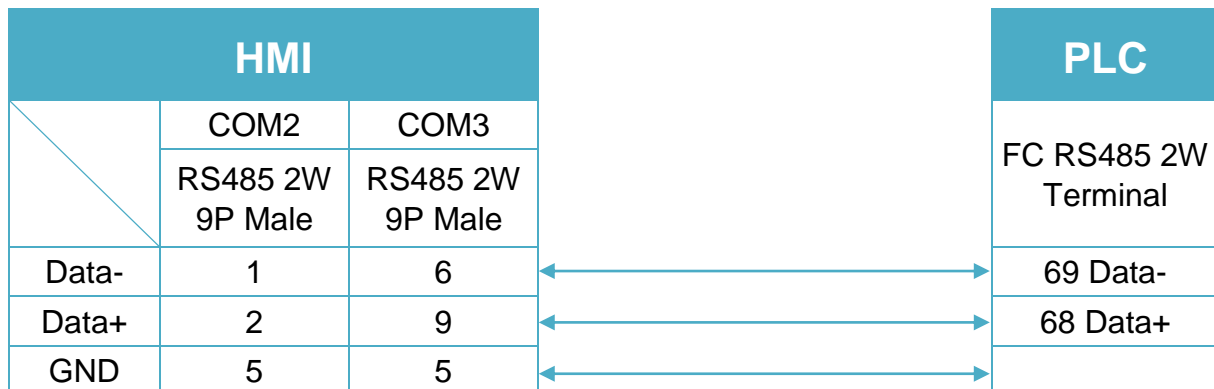 HMI PLC
COM2 COM3
RS485 2W RS485 2W FC RS485 2W
9P Male 9P Male Terminal
Data- 1 6 69 Data-
Data+ 2 9 68 Data+
GND 5 5